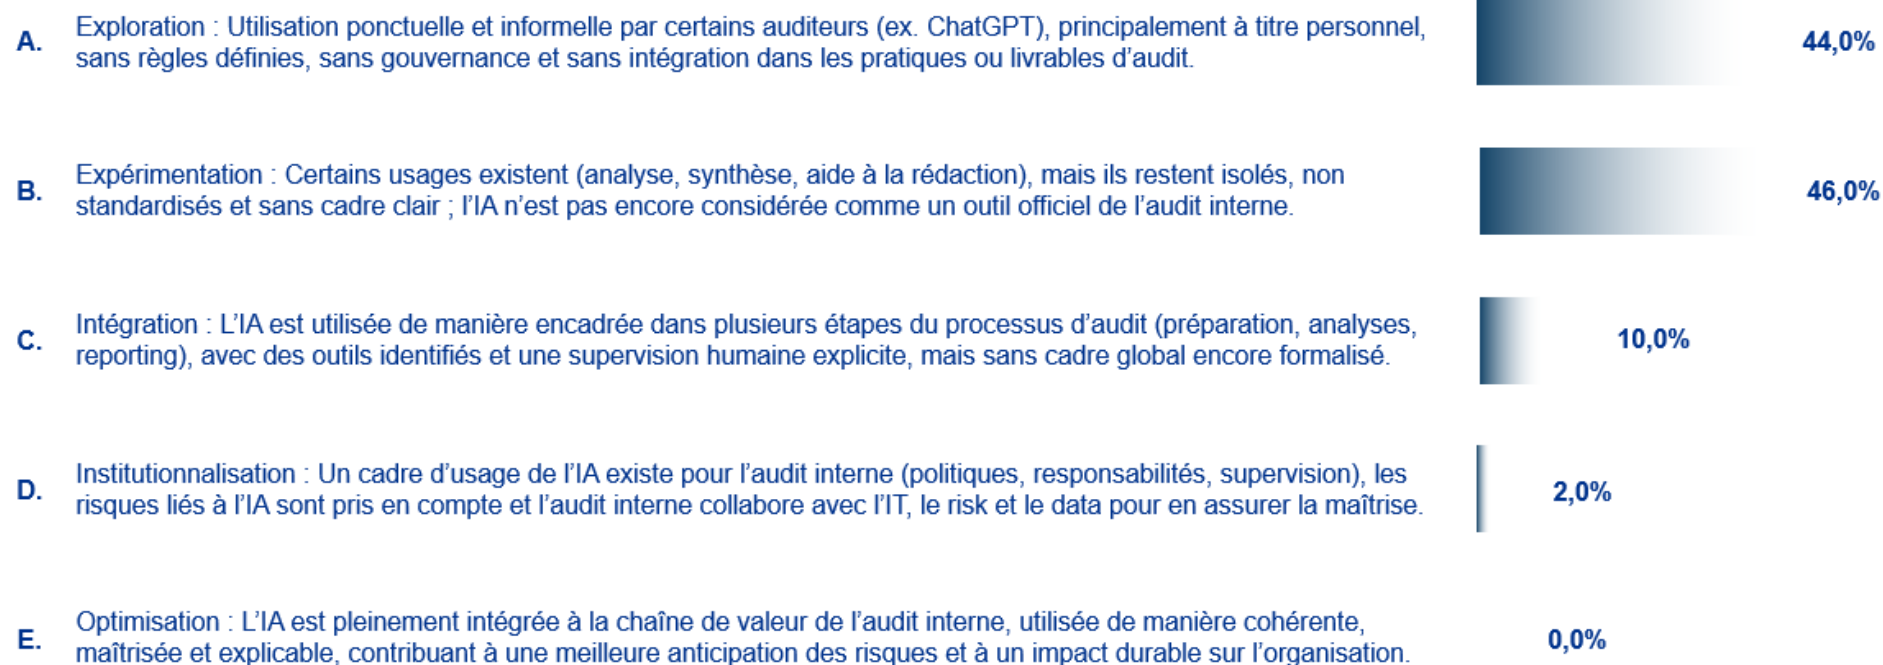 A. Exploration : Utilisation ponctuelle et informelle par certains auditeurs (ex. ChatGPT), principalement à titre personnel,
sans règles définies, sans gouvernance et sans intégration dans les pratiques ou livrables d’audit.
44,0%
B. Expérimentation : Certains usages existent (analyse, synthèse, aide à la rédaction), mais ils restent isolés, non
standardisés et sans cadre clair ; l’IA n’est pas encore considérée comme un outil officiel de l’audit interne.
46,0%
C. Intégration : L’IA est utilisée de manière encadrée dans plusieurs étapes du processus d’audit (préparation, analyses,
reporting), avec des outils identifiés et une supervision humaine explicite, mais sans cadre global encore formalisé.
10,0%
D. Institutionnalisation : Un cadre d’usage de l’IA existe pour l’audit interne (politiques, responsabilités, supervision), les
risques liés à l’IA sont pris en compte et l’audit interne collabore avec l’IT, le risk et le data pour en assurer la maîtrise.
2,0%
E. Optimisation : L’IA est pleinement intégrée à la chaîne de valeur de l’audit interne, utilisée de manière cohérente,
maîtrisée et explicable, contribuant à une meilleure anticipation des risques et à un impact durable sur l’organisation.
0,0%